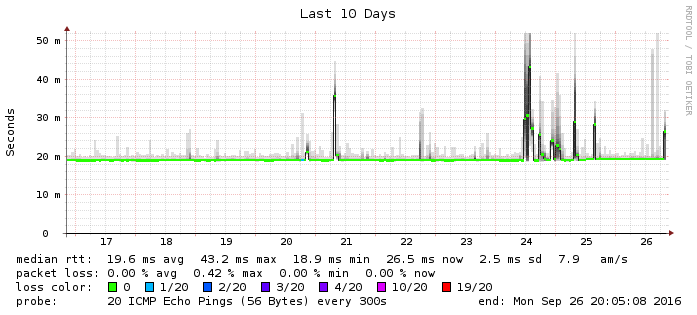 Last 10 Days
RRDTOOL / TOBI OETIKER
Seconds
50 m
40 m
30 m
20 m
10 m
0
17 18 19 20 21 22 23 24 25 26
median rtt: 19.6 ms avg 43.2 ms max 18.9 ms min 26.5 ms now 2.5 ms sd 7.9 am/s
packet loss: 0.00 % avg 0.42 % max 0.00 % min 0.00 % now
loss color: 0 1/20 2/20 3/20 4/20 10/20 19/20
probe: 20 ICMP Echo Pings (56 Bytes) every 300s end: Mon Sep 26 20:05:08 2016